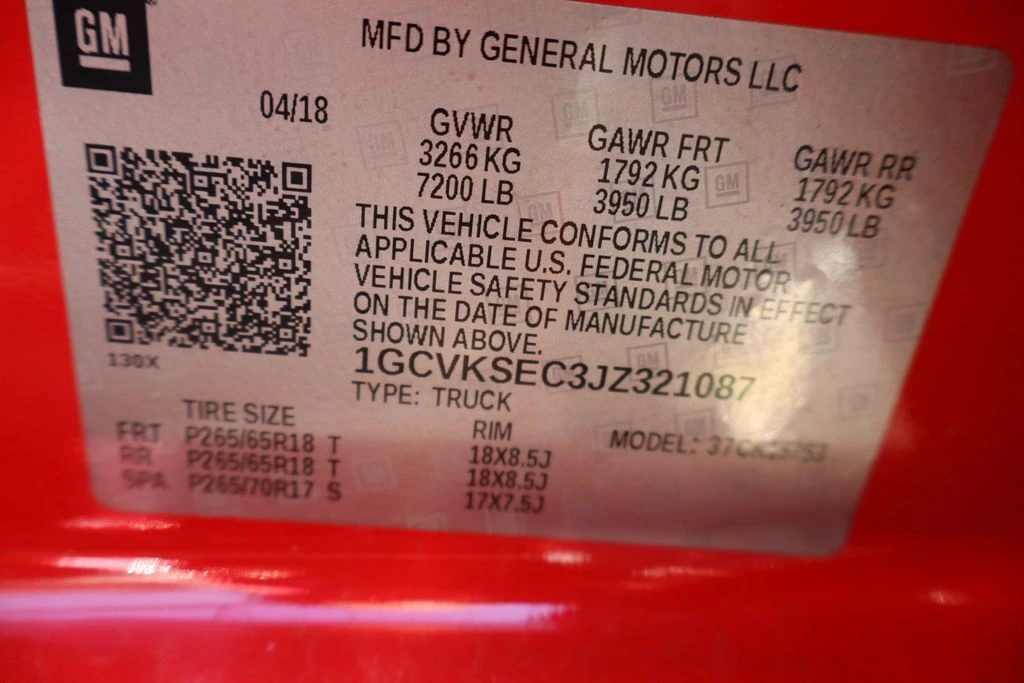 GM
MFD BY GENERAL MOTORS LLC
04/18
GVWR GAWR FRT GAWR RR
3266 KG 1792 KG 1792 KG
7200 LB 3950 LB 3950 LB
THIS VEHICLE CONFORMS TO ALL
APPLICABLE U.S. FEDERAL MOTOR
VEHICLE SAFETY STANDARDS IN EFFECT
ON THE DATE OF MANUFACTURE
SHOWN ABOVE.
130X
1GCVKSEC3JZ321087
TYPE: TRUCK
TIRE SIZE RIM MODEL:
FRT P265/65R18 T 18X8.5J
RR P265/65R18 T 18X8.5J
SPA P265/70R17 S 17X7.5J